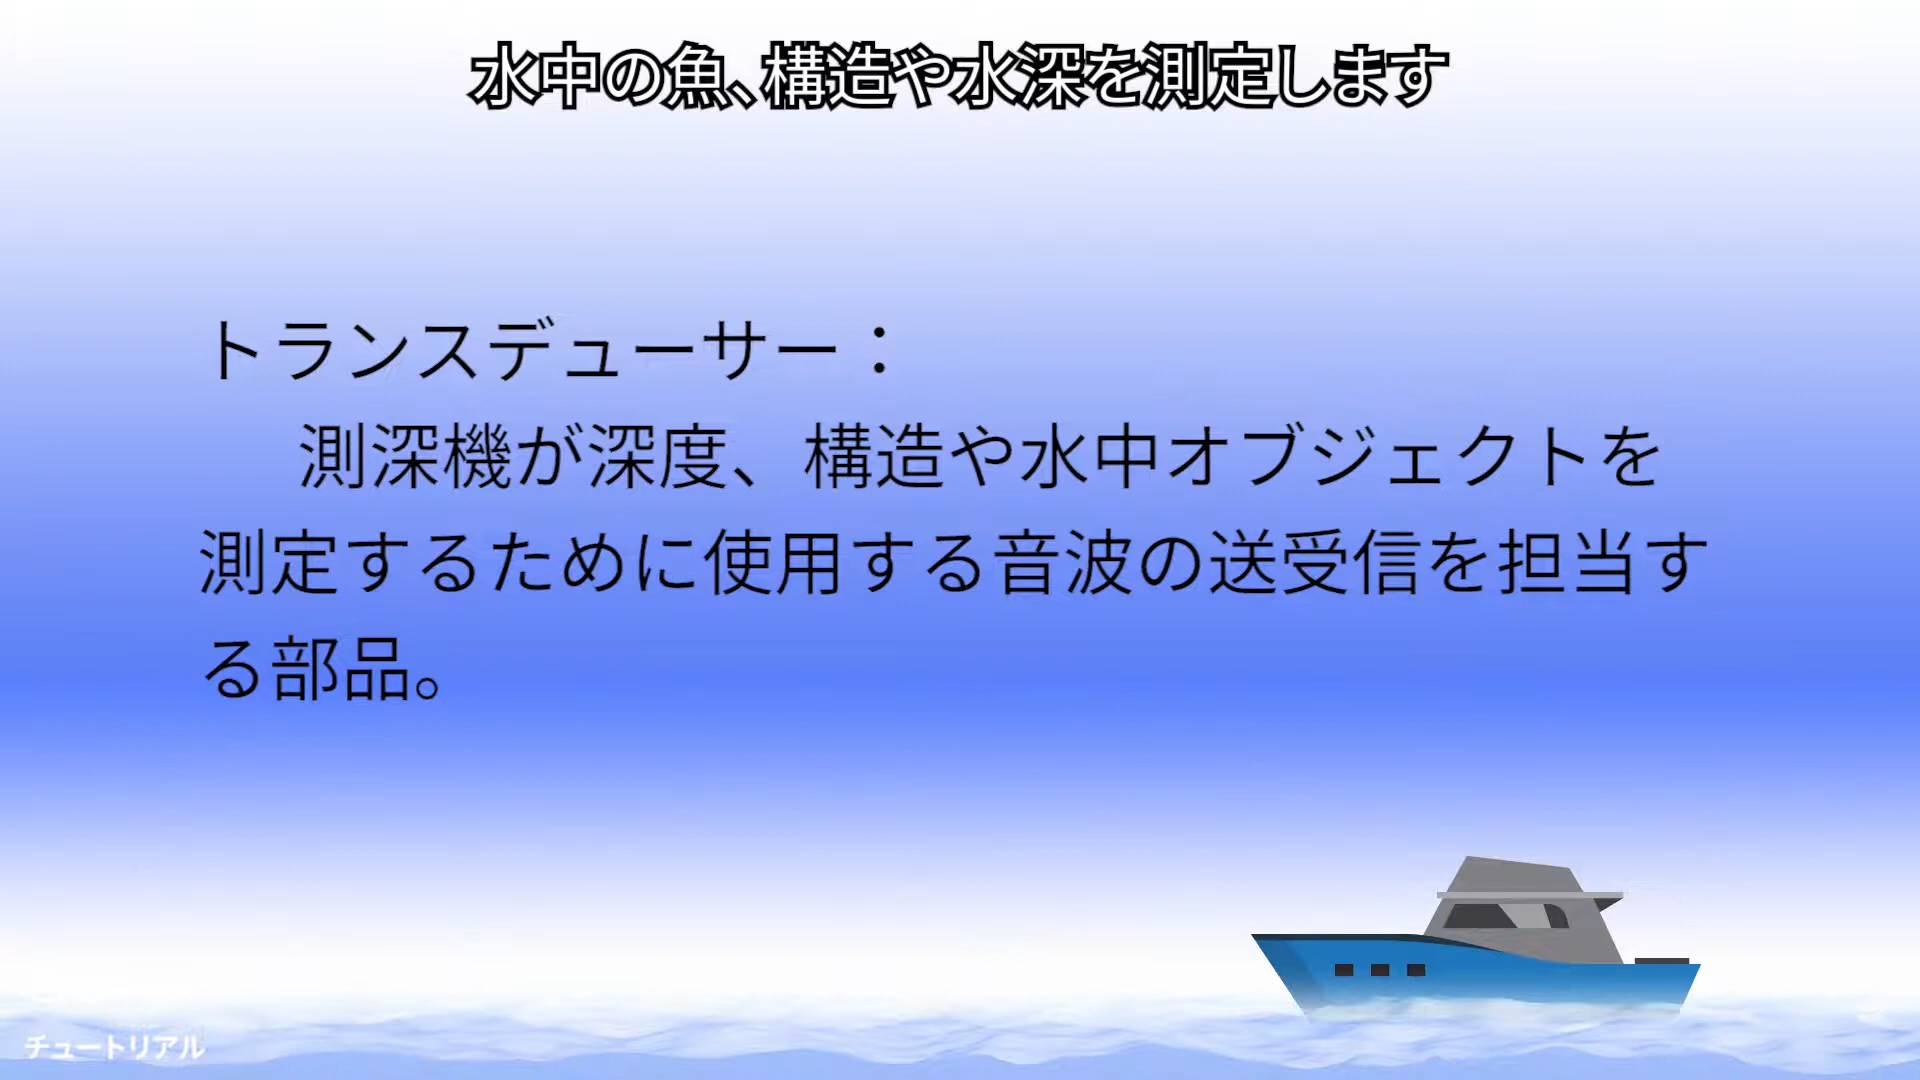 水中の魚、構造や水深を測定します
トランスデューサー：
測深機が深度、構造や水中オブジェクトを
測定するために使用する音波の送受信を担当す
る部品。
チュートリアル